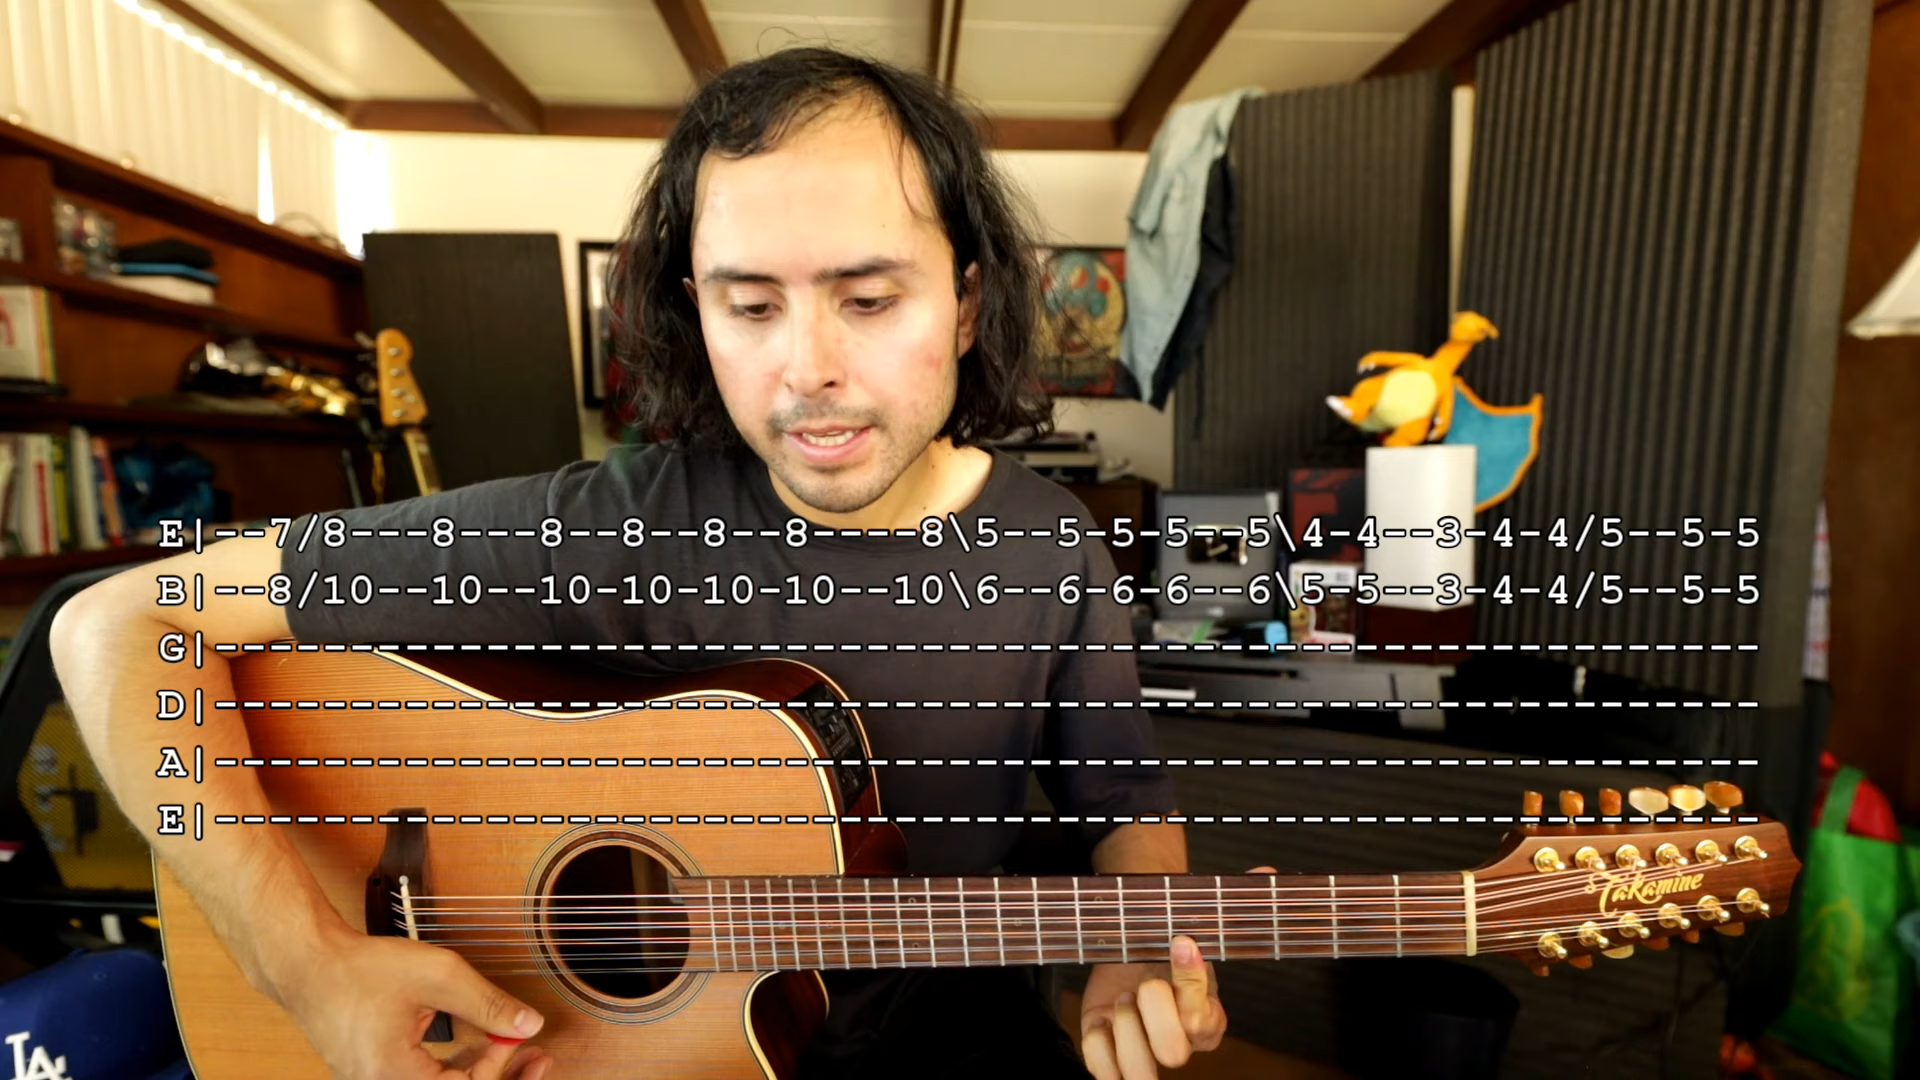 E|--7/8---8---8--8--8--8----8\5--5-5-5--5\4-4--3-4-4/5--5-5
B|--8/10--10--10-10-10-10--10\6--6-6-6--6\5-5--3-4-4/5--5-5
G|---------------------------------------------------------
D|---------------------------------------------------------
A|---------------------------------------------------------
E|---------------------------------------------------------
Takamine
LA